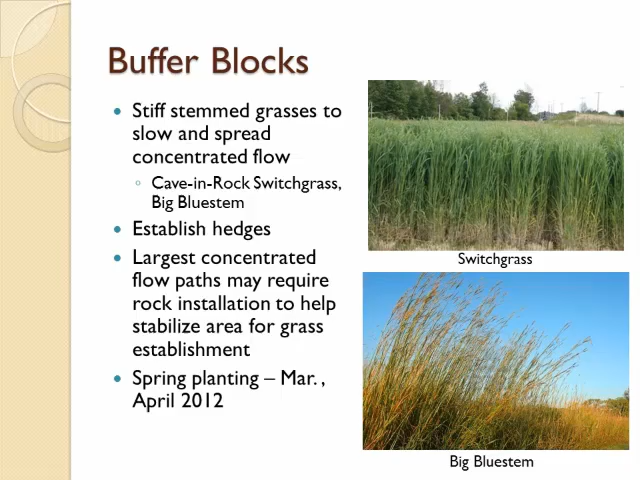 Buffer Blocks
Stiff stemmed grasses to
slow and spread
concentrated flow
Cave-in-Rock Switchgrass,
Big Bluestem
Establish hedges
Largest concentrated
flow paths may require
rock installation to help
stabilize area for grass
establishment
Spring planting – Mar. ,
April 2012
Switchgrass
Big Bluestem